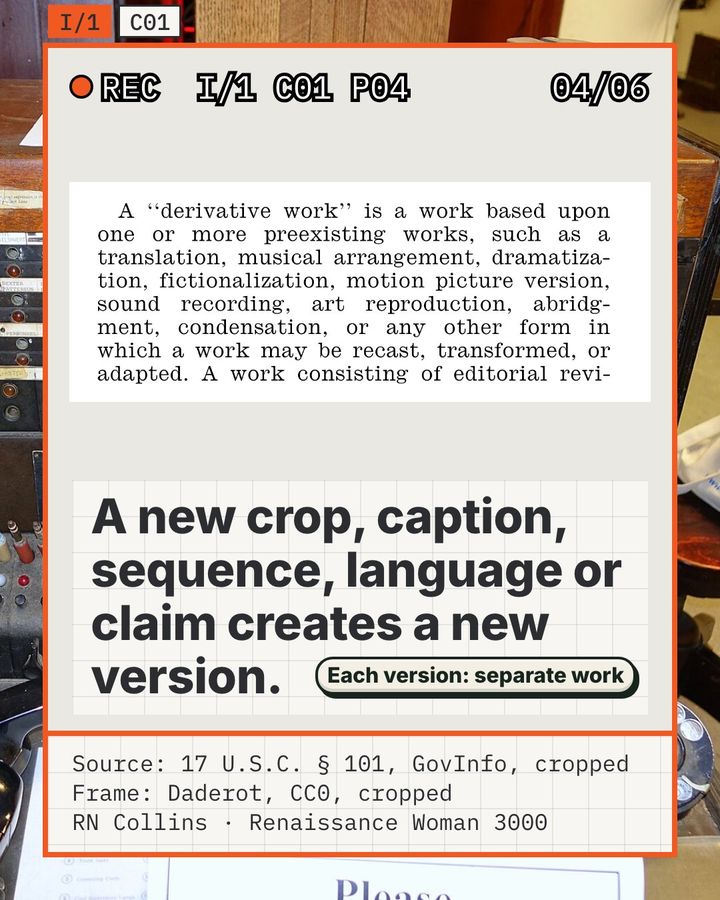 I/1 C01
REC I/1 C01 P04 04/06
A ‘‘derivative work’’ is a work based upon
one or more preexisting works, such as a
translation, musical arrangement, dramatiza-
tion, fictionalization, motion picture version,
sound recording, art reproduction, abridg-
ment, condensation, or any other form in
which a work may be recast, transformed, or
adapted. A work consisting of editorial revi-
A new crop, caption,
sequence, language or
claim creates a new
version.
Each version: separate work
Source: 17 U.S.C. § 101, GovInfo, cropped
Frame: Daderot, CC0, cropped
RN Collins · Renaissance Woman 3000
Please